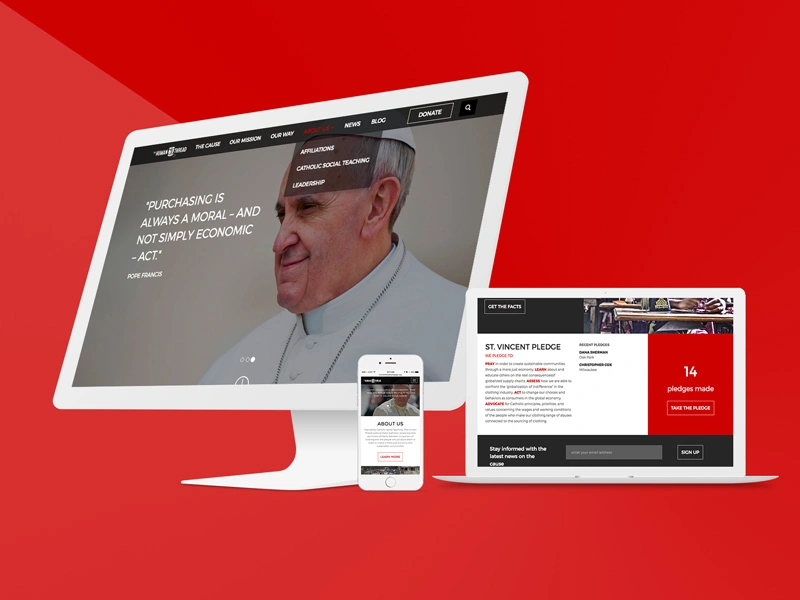 THE HUMAN THREAD
THE CAUSE
OUR MISSION
OUR WAY
ABOUT US
NEWS
BLOG
DONATE
AFFILIATIONS
CATHOLIC SOCIAL TEACHING
LEADERSHIP
"PURCHASING IS
ALWAYS A MORAL – AND
NOT SIMPLY ECONOMIC
– ACT."
POPE FRANCIS
ABOUT US
LEARN MORE
GET THE FACTS
ST. VINCENT PLEDGE
WE PLEDGE TO:
PRAY in order to create sustainable communities
through a more just economy. LEARN about and
educate others on the real consequences of
globalized supply chains. ASSESS how we are able to
confront the 'globalization of indifference' in the
clothing industry. ACT to change our choices and
behaviors as consumers in the global economy.
ADVOCATE for Catholic principles, priorities, and
values concerning the wages and working conditions
of the people who make our clothing range of abuses
connected to the sourcing of clothing.
RECENT PLEDGES
DANA SHERMAN
Oak Park
CHRISTOPHER COX
Milwaukee
14
pledges made
TAKE THE PLEDGE
Stay informed with the
latest news on the
cause
enter your email address
SIGN UP